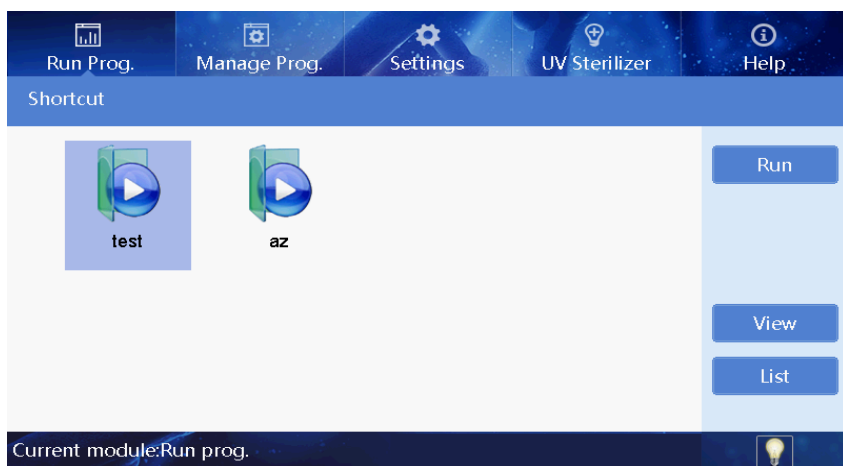 Run Prog. Manage Prog. Settings UV Sterilizer Help
Shortcut
test az
Run
View
List
Current module:Run prog.